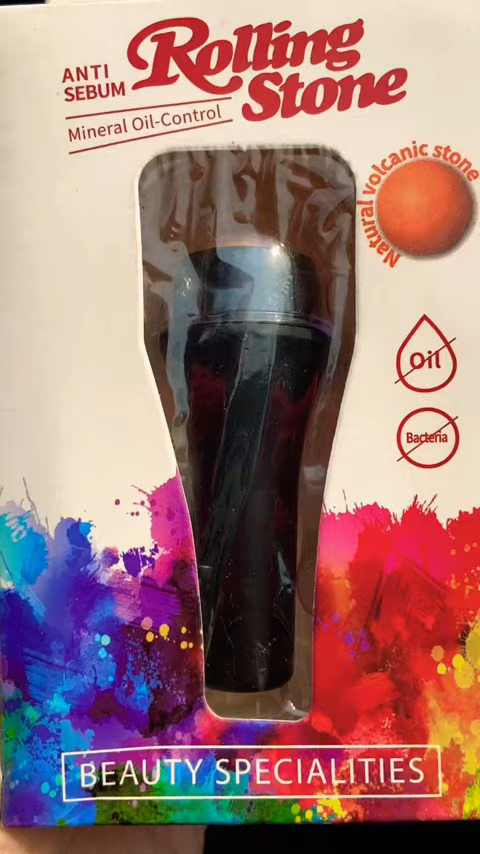 Rolling
Stone
ANTI
SEBUM
Mineral Oil-Control
Natural volcanic stone
Oil
Bacteria
BEAUTY SPECIALITIES